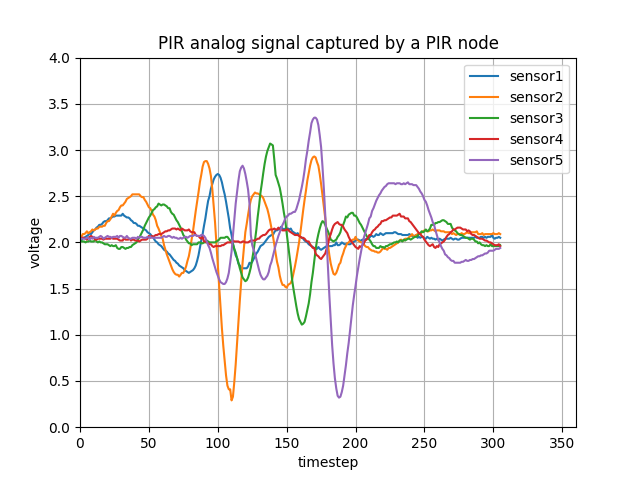 PIR analog signal captured by a PIR node
4.0
3.5
3.0
2.5
2.0
1.5
1.0
0.5
0.0
voltage
sensor1
sensor2
sensor3
sensor4
sensor5
0 50 100 150 200 250 300 350
timestep